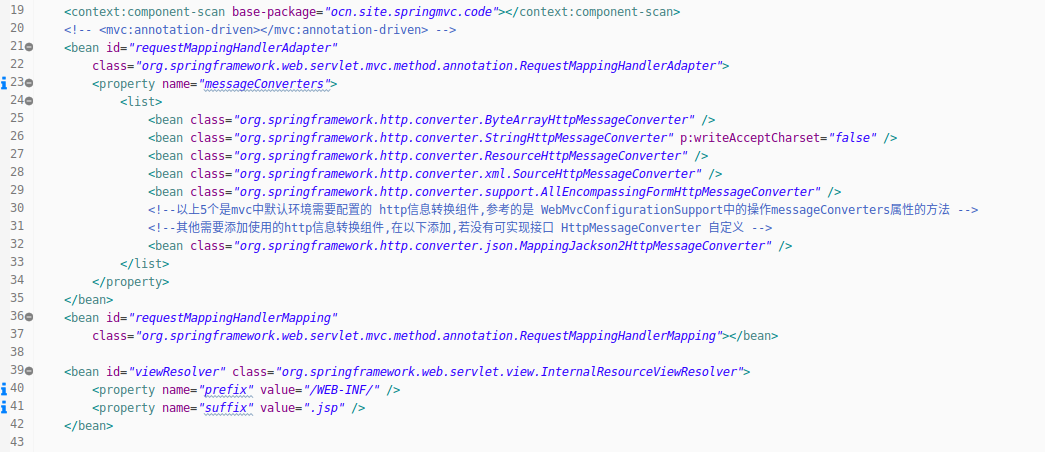 19 <context:component-scan base-package="ocn.site.springmvc.code"></context:component-scan>
20 <!-- <mvc:annotation-driven></mvc:annotation-driven> -->
21 <bean id="requestMappingHandlerAdapter"
22 class="org.springframework.web.servlet.mvc.method.annotation.RequestMappingHandlerAdapter">
23 <property name="messageConverters">
24 <list>
25 <bean class="org.springframework.http.converter.ByteArrayHttpMessageConverter" />
26 <bean class="org.springframework.http.converter.StringHttpMessageConverter" p:writeAcceptCharset="false" />
27 <bean class="org.springframework.http.converter.ResourceHttpMessageConverter" />
28 <bean class="org.springframework.http.converter.xml.SourceHttpMessageConverter" />
29 <bean class="org.springframework.http.converter.support.AllEncompassingFormHttpMessageConverter" />
30 <!--以上5个是mvc中默认环境需要配置的 http信息转换组件,参考的是 WebMvcConfigurationSupport中的操作messageConverters属性的方法 -->
31 <!--其他需要添加使用的http信息转换组件,在以下添加,若没有可实现接口 HttpMessageConverter 自定义 -->
32 <bean class="org.springframework.http.converter.json.MappingJackson2HttpMessageConverter" />
33 </list>
34 </property>
35 </bean>
36 <bean id="requestMappingHandlerMapping"
37 class="org.springframework.web.servlet.mvc.method.annotation.RequestMappingHandlerMapping"></bean>
38
39 <bean id="viewResolver" class="org.springframework.web.servlet.view.InternalResourceViewResolver">
40 <property name="prefix" value="/WEB-INF/" />
41 <property name="suffix" value=".jsp" />
42 </bean>
43